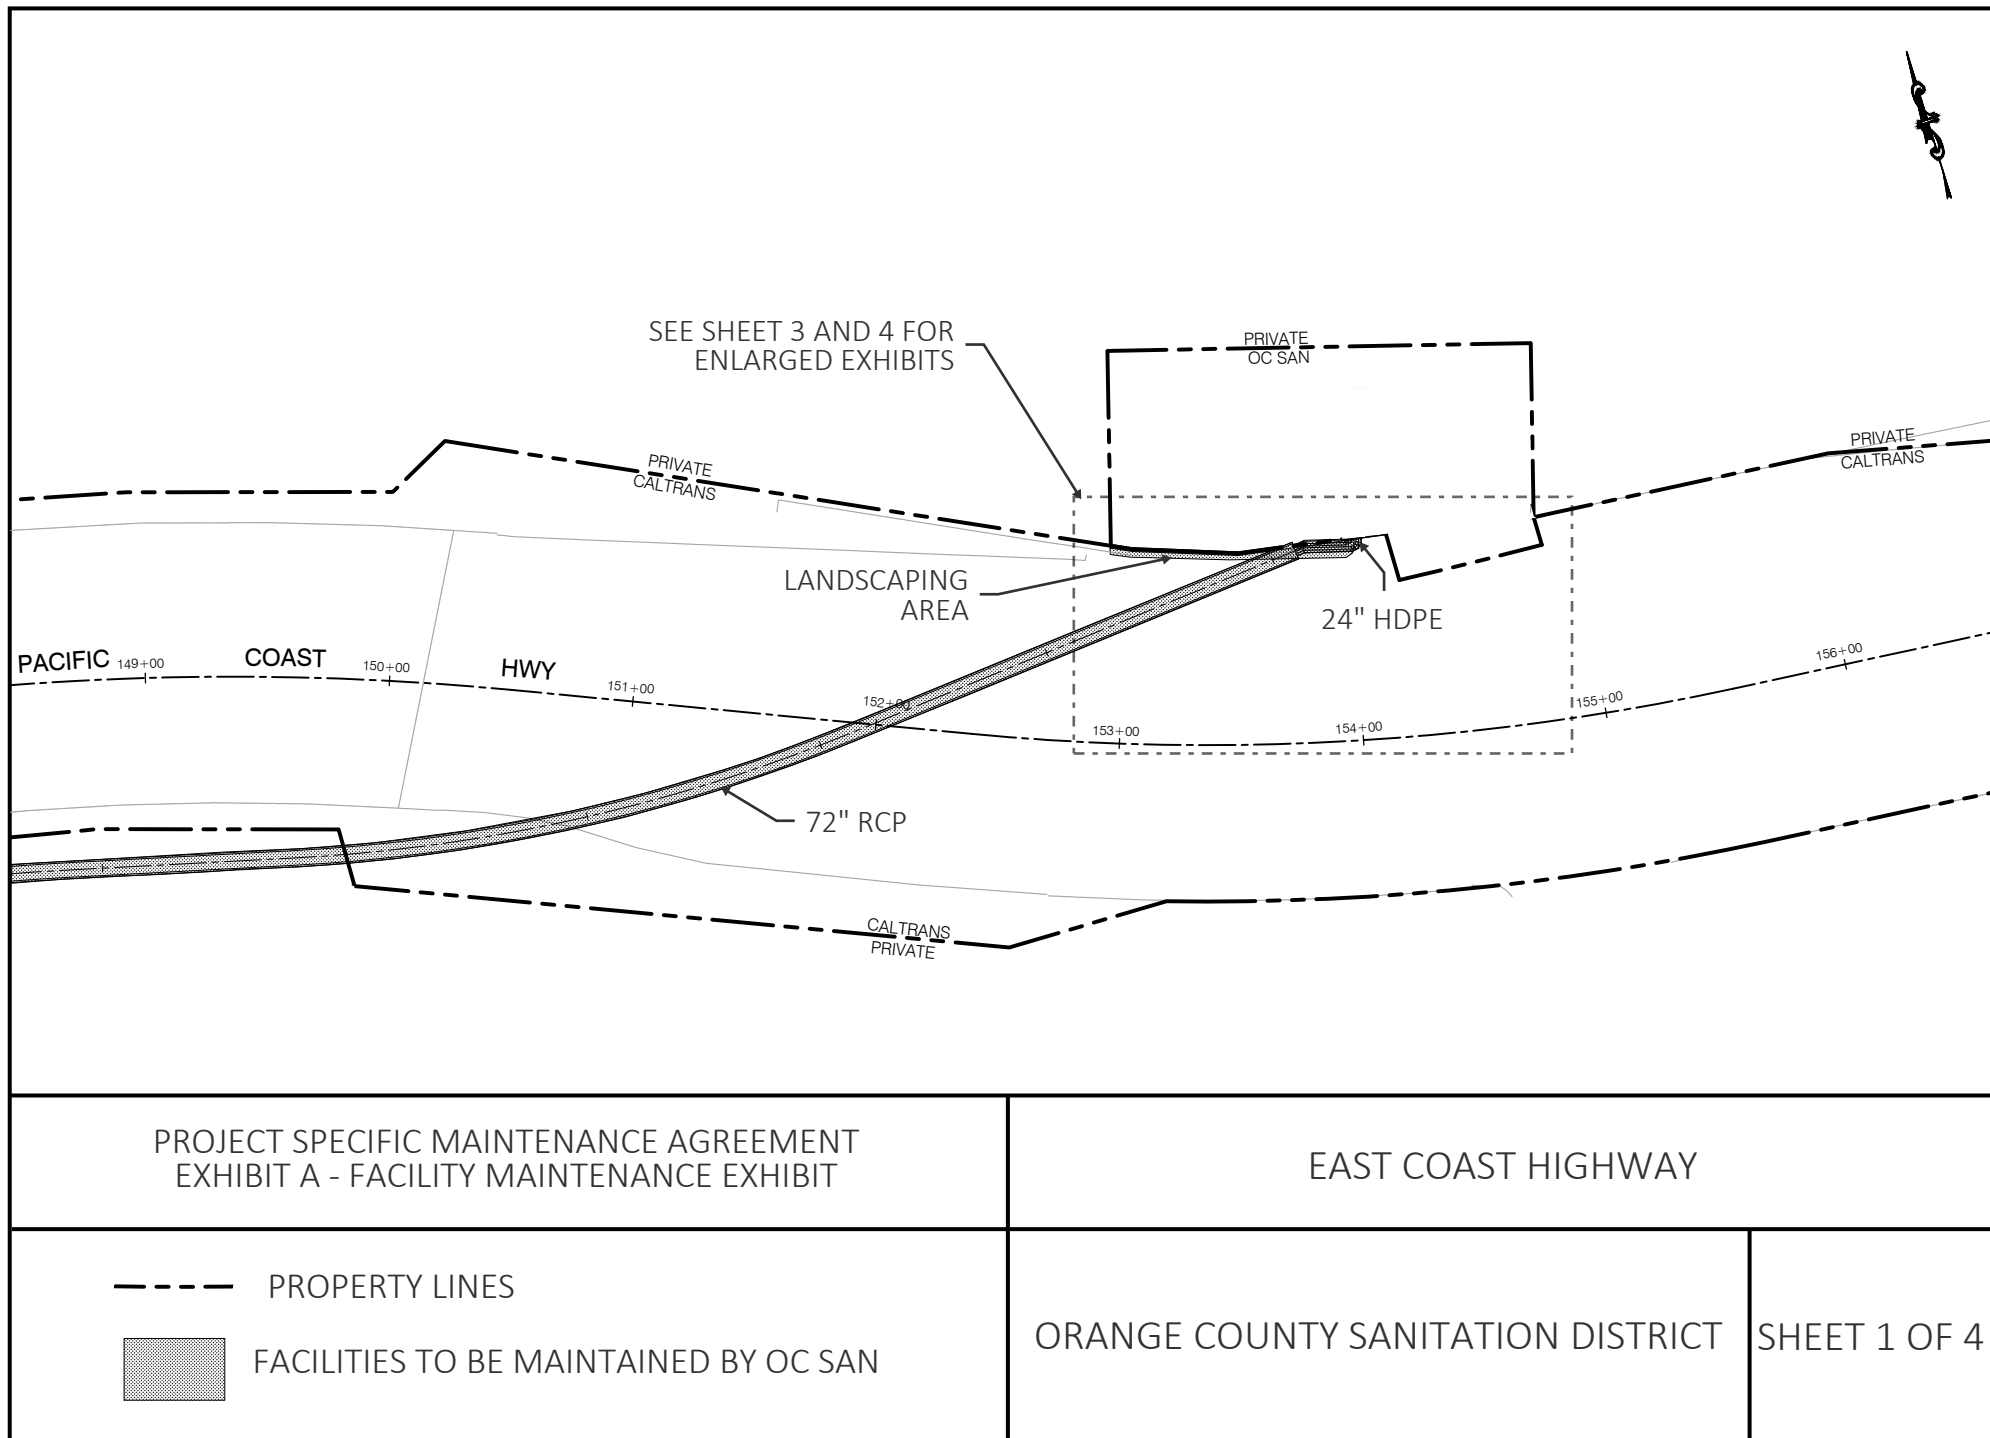 SEE SHEET 3 AND 4 FOR
ENLARGED EXHIBITS
PRIVATE
OC SAN
PRIVATE
CALTRANS
PRIVATE
CALTRANS
LANDSCAPING
AREA
24" HDPE
PACIFIC COAST HWY
149+00
150+00
151+00
152+00
153+00
154+00
155+00
156+00
72" RCP
CALTRANS
PRIVATE
PROJECT SPECIFIC MAINTENANCE AGREEMENT
EXHIBIT A - FACILITY MAINTENANCE EXHIBIT
EAST COAST HIGHWAY
PROPERTY LINES
FACILITIES TO BE MAINTAINED BY OC SAN
ORANGE COUNTY SANITATION DISTRICT
SHEET 1 OF 4